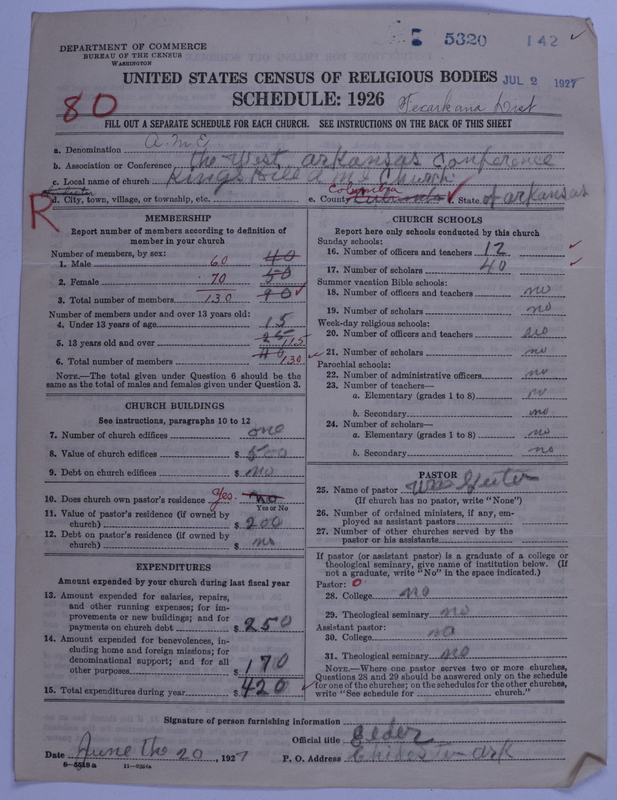 5320 142
DEPARTMENT OF COMMERCE
BUREAU OF THE CENSUS
WASHINGTON
UNITED STATES CENSUS OF RELIGIOUS BODIES JUL 2 1927
80 SCHEDULE: 1926 Texarkana Dist
FILL OUT A SEPARATE SCHEDULE FOR EACH CHURCH. SEE INSTRUCTIONS ON THE BACK OF THIS SHEET
a. Denomination A.M.E.
b. Association or Conference the West arkansas Conference
c. Local name of church Kings Hill a m e Church
R d. City, town, village, or township, etc. e. County Columbia f. State of arkansas
MEMBERSHIP
Report number of members according to definition of
member in your church
Number of members, by sex:
1. Male 60 40
2. Female 70 50
3. Total number of members 130 90
Number of members under and over 13 years old:
4. Under 13 years of age 15
5. 13 years old and over 25 115
6. Total number of members 40 130
NOTE.—The total given under Question 6 should be the
same as the total of males and females given under Question 3.
CHURCH BUILDINGS
See instructions, paragraphs 10 to 12
7. Number of church edifices one
8. Value of church edifices $ 500
9. Debt on church edifices $ no
10. Does church own pastor's residence Yes. No
Yes or No
11. Value of pastor's residence (if owned by
church) $ 200
12. Debt on pastor's residence (if owned by
church) $ no
EXPENDITURES
Amount expended by your church during last fiscal year
13. Amount expended for salaries, repairs,
and other running expenses; for im-
provements or new buildings; and for
payments on church debt $ 250
14. Amount expended for benevolences, in-
cluding home and foreign missions; for
denominational support; and for all
other purposes $ 170
15. Total expenditures during year $ 420
CHURCH SCHOOLS
Report here only schools conducted by this church
Sunday schools:
16. Number of officers and teachers 12
17. Number of scholars 40
Summer vacation Bible schools:
18. Number of officers and teachers no
19. Number of scholars no
Week-day religious schools:
20. Number of officers and teachers no
21. Number of scholars no
Parochial schools:
22. Number of administrative officers no
23. Number of teachers—
a. Elementary (grades 1 to 8) no
b. Secondary no
24. Number of scholars—
a. Elementary (grades 1 to 8) no
b. Secondary no
PASTOR
25. Name of pastor Wm
(If church has no pastor, write "None")
26. Number of ordained ministers, if any, em-
ployed as assistant pastors
27. Number of other churches served by the
pastor or his assistants
If pastor (or assistant pastor) is a graduate of a college or
theological seminary, give name of institution below. (If
not a graduate, write "No" in the space indicated.)
Pastor: 0
28. College no
29. Theological seminary no
Assistant pastor:
30. College no
31. Theological seminary no
NOTE.—Where one pastor serves two or more churches,
Questions 28 and 29 should be answered only on the schedule
for one of the churches; on the schedules for the other churches,
write "See schedule for church."
Signature of person furnishing information
Official title elder
Date June the 20, 1927 P. O. Address Chidester ark
8-5518a 11-9254a